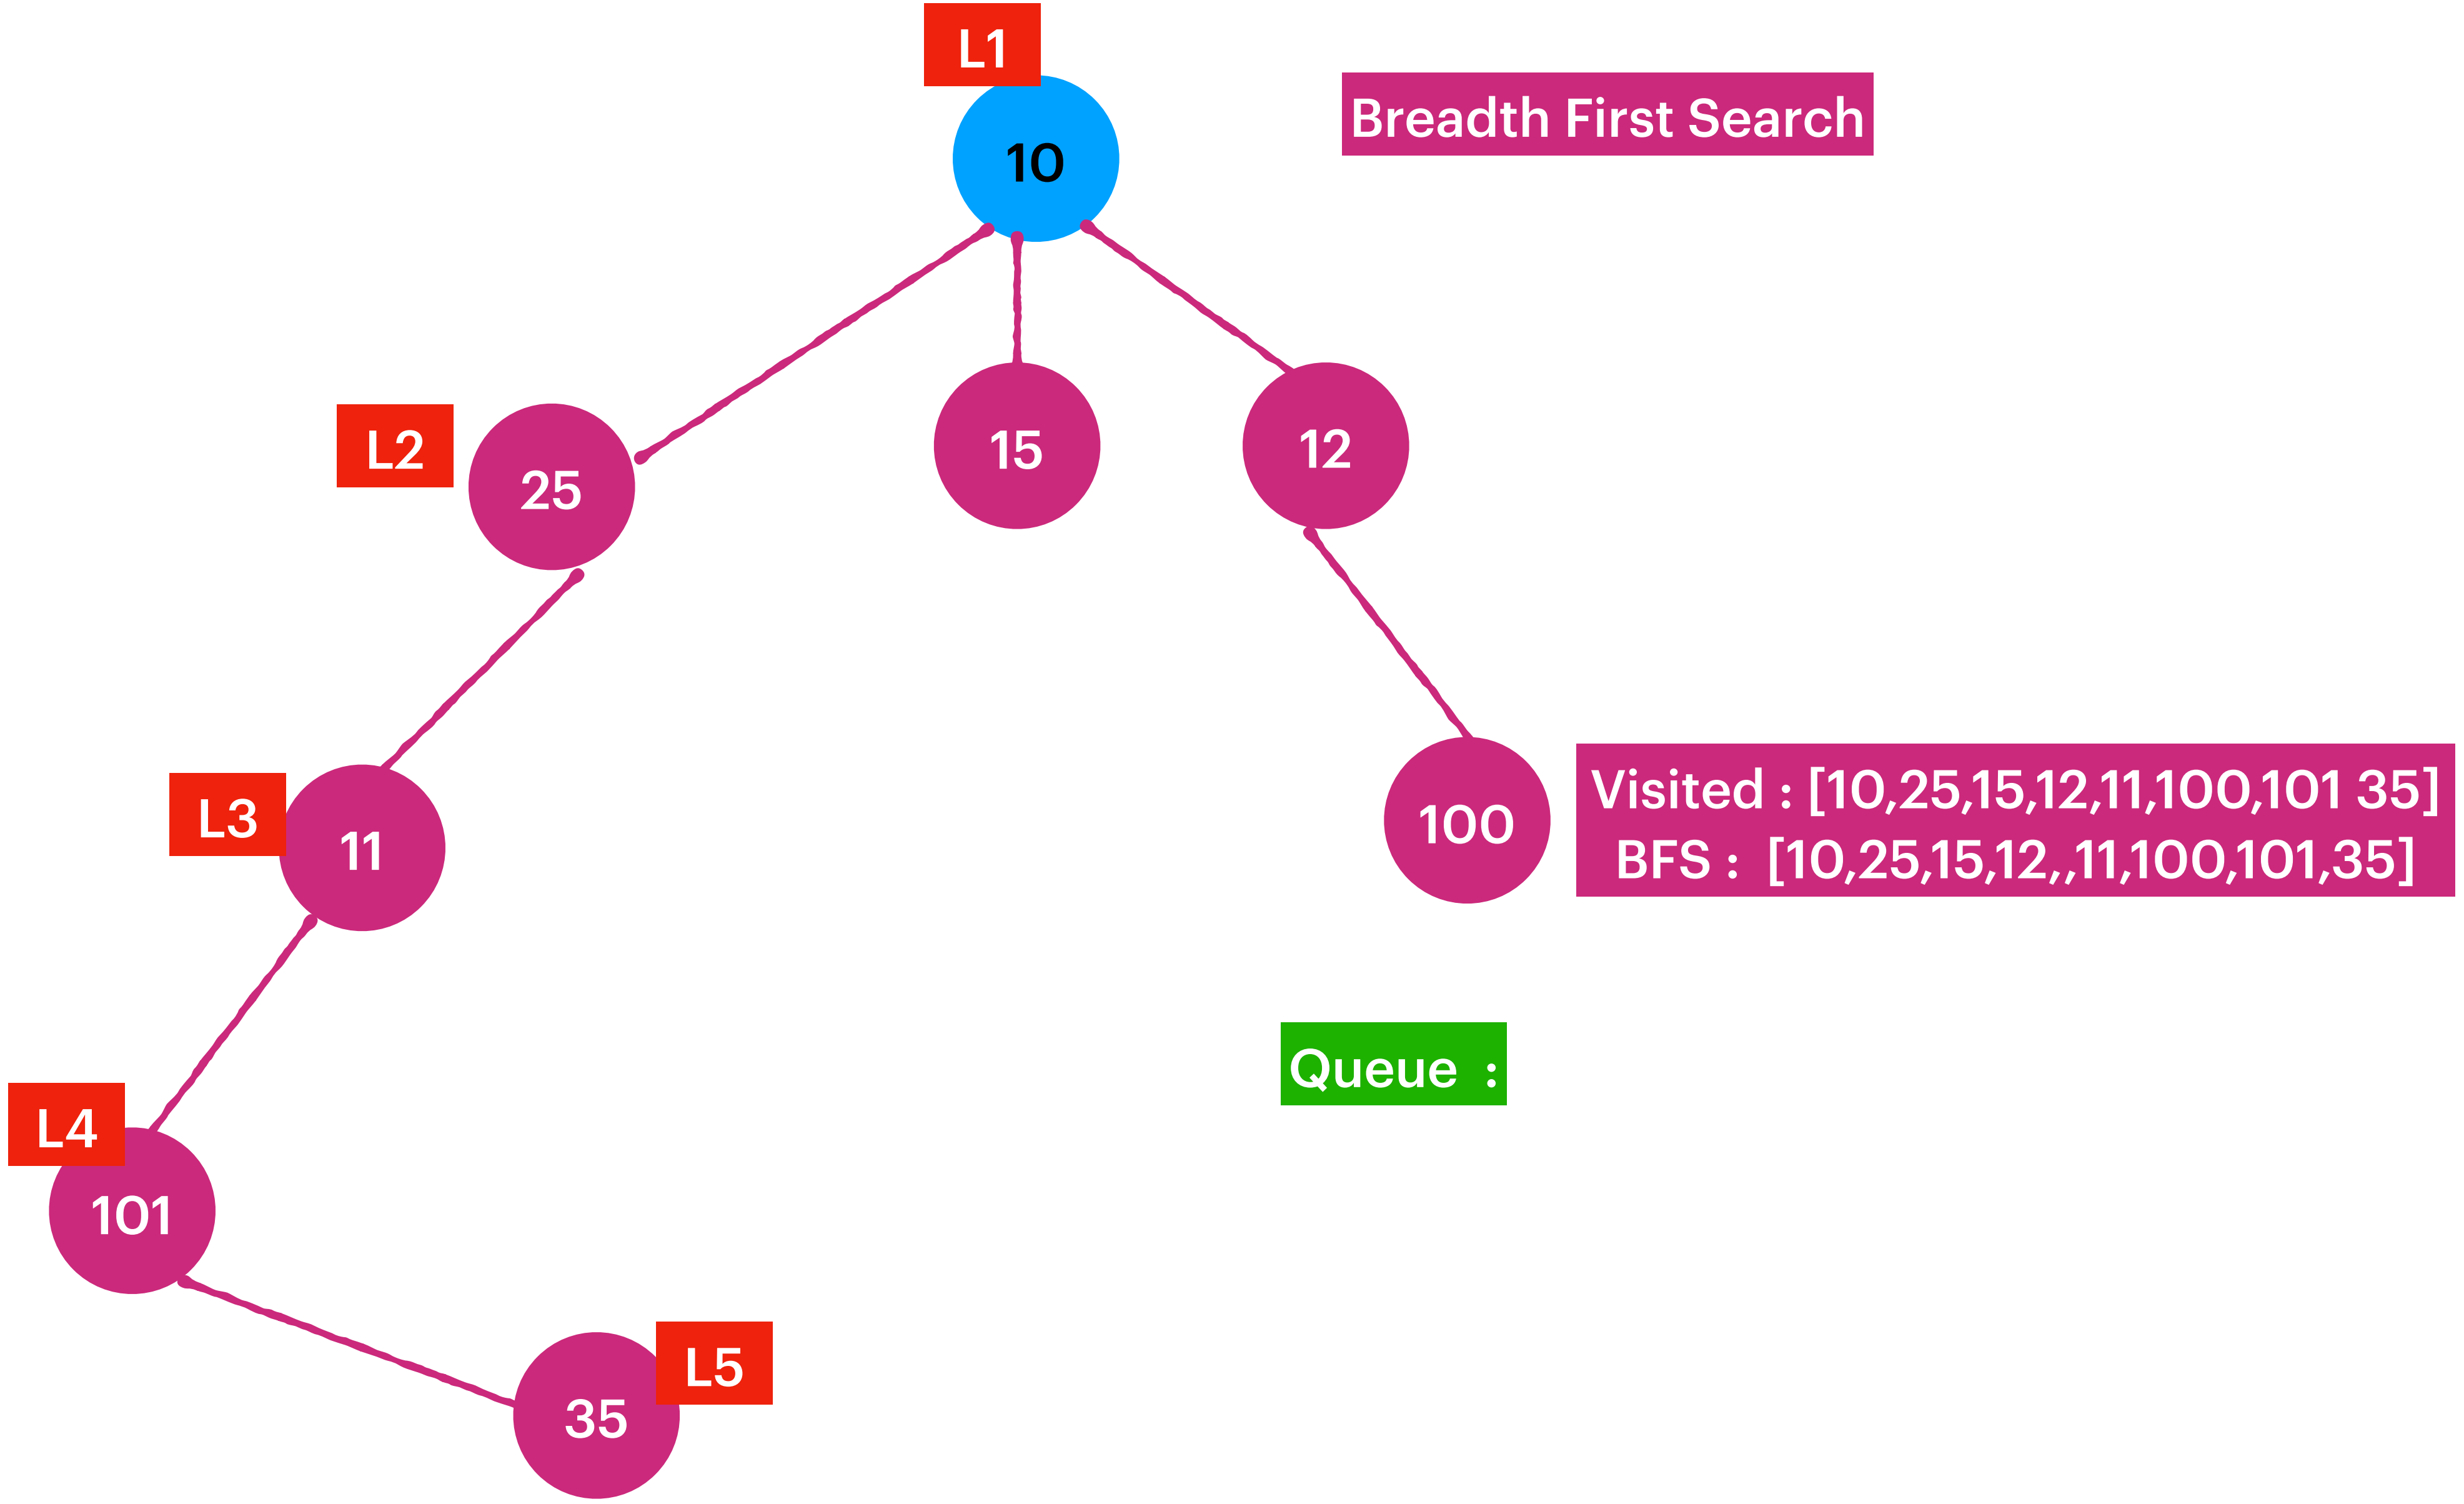 L1
Breadth First Search
10
L2
25
15
12
L3
11
100
Visited : [10,25,15,12,11,100,101 35]
BFS :  [10,25,15,12,,11,100,101,35]
Queue  :
L4
101
L5
35